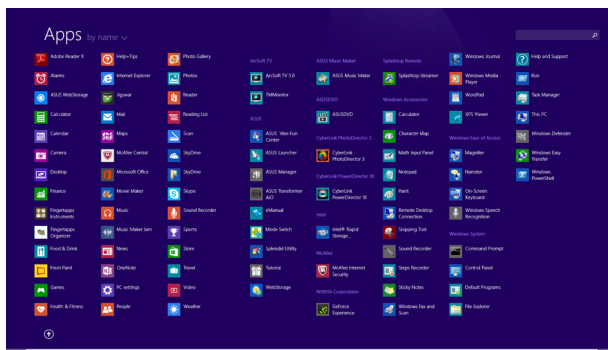 Apps by name
Adobe Reader X
Alarms
ASUS WebStorage
Calculator
Calendar
Camera
Desktop
Finance
Fingertapps
Instruments
Fingertapps
Organizer
Food & Drink
Fresh Paint
Games
Health & Fitness
Help+Tips
Internet Explorer
Jigswar
Mail
Maps
McAfee Central
Microsoft Office
Movie Maker
Music
Music Maker Jam
News
OneNote
PC settings
People
Photo Gallery
Photos
Reader
Reading List
Scan
SkyDrive
SkyDrive
Skype
Sound Recorder
Sports
Store
Travel
Video
Weather
ArcSoft TV
ArcSoft TV 5.0
TMMonitor
ASUS
ASUS Vibe Fun
Center
ASUS Launcher
ASUS Manager
ASUS Transformer
AiO
eManual
Mode Switch
Splendid Utility
Tutorial
WebStorage
ASUS Music Maker
ASUS Music Maker
ASUSDVD
ASUSDVD
CyberLink PhotoDirector 3
CyberLink
PhotoDirector 3
CyberLink PowerDirector 10
CyberLink
PowerDirector 10
Intel
Intel® Rapid
Storage...
McAfee
McAfee Internet
Security
NVIDIA Corporation
GeForce
Experience
Splashtop Remote
Splashtop Streamer
Windows Accessories
Calculator
Character Map
Math Input Panel
Notepad
Paint
Remote Desktop
Connection
Snipping Tool
Sound Recorder
Steps Recorder
Sticky Notes
Windows Fax and
Scan
Windows Journal
Windows Media
Player
WordPad
XPS Viewer
Windows Ease of Access
Magnifier
Narrator
On-Screen
Keyboard
Windows Speech
Recognition
Windows System
Command Prompt
Control Panel
Default Programs
File Explorer
Help and Support
Run
Task Manager
This PC
Windows Defender
Windows Easy
Transfer
Windows
PowerShell